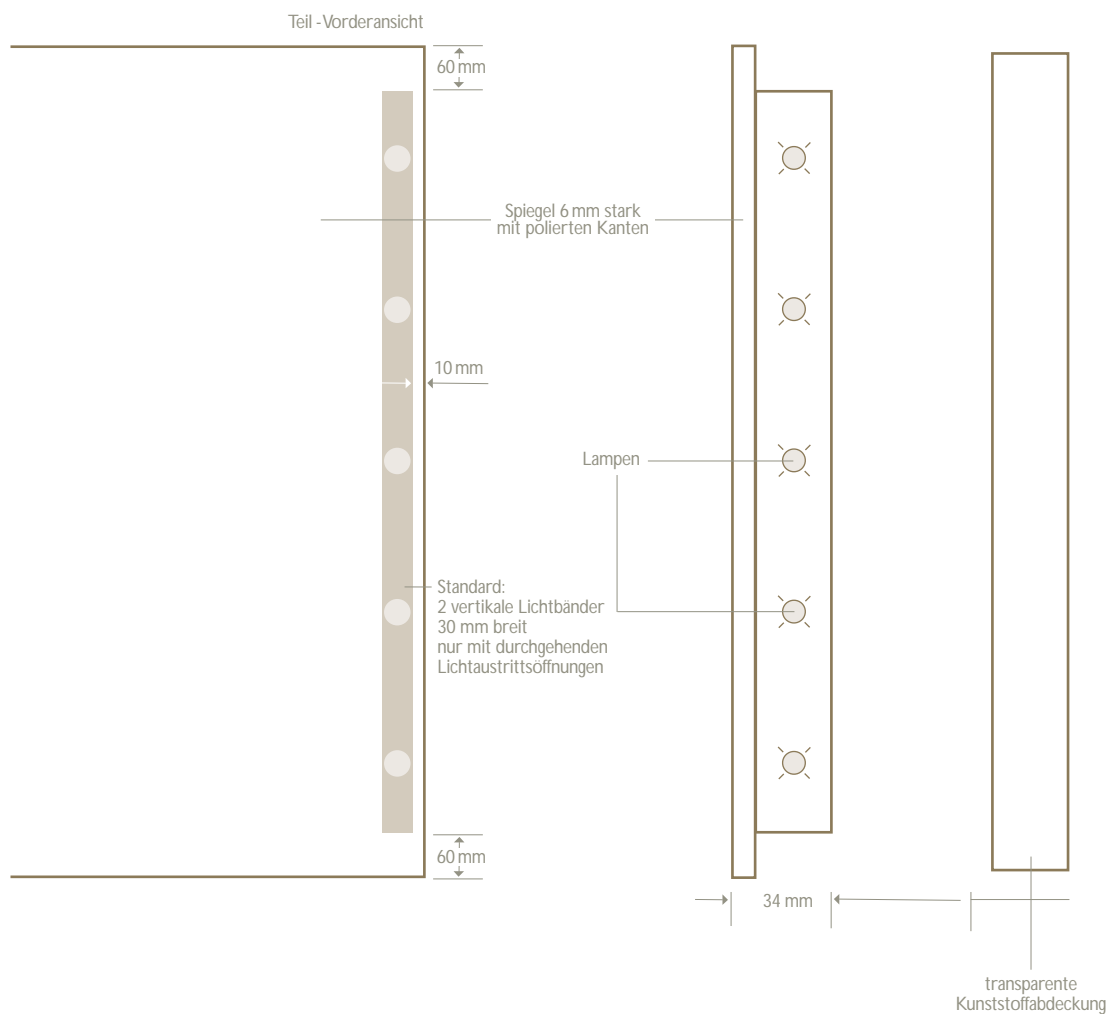 Teil -Vorderansicht
60 mm
Spiegel 6 mm stark
mit polierten Kanten
10 mm
Lampen
Standard:
2 vertikale Lichtbänder
30 mm breit
nur mit durchgehenden
Lichtaustrittsöffnungen
60 mm
34 mm
transparente
Kunststoffabdeckung